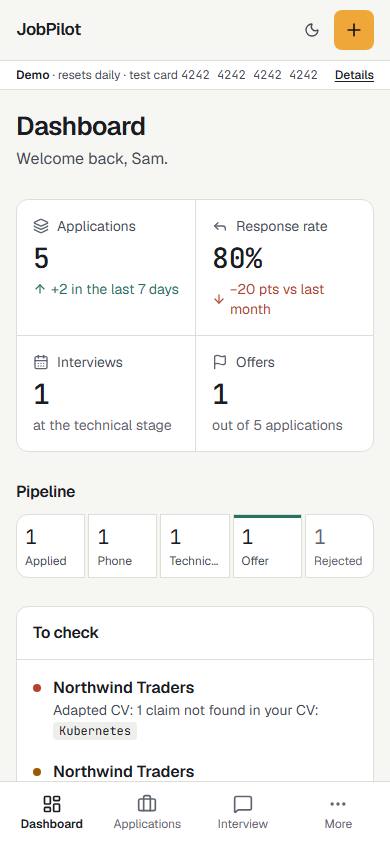 JobPilot
Demo · resets daily · test card 4242 4242 4242 4242 Details
Dashboard
Welcome back, Sam.
Applications
5
+2 in the last 7 days
Response rate
80%
−20 pts vs last
month
Interviews
1
at the technical stage
Offers
1
out of 5 applications
Pipeline
1
Applied
1
Phone
1
Technic...
1
Offer
1
Rejected
To check
Northwind Traders
Adapted CV: 1 claim not found in your CV:
Kubernetes
Northwind Traders
Dashboard
Applications
Interview
More